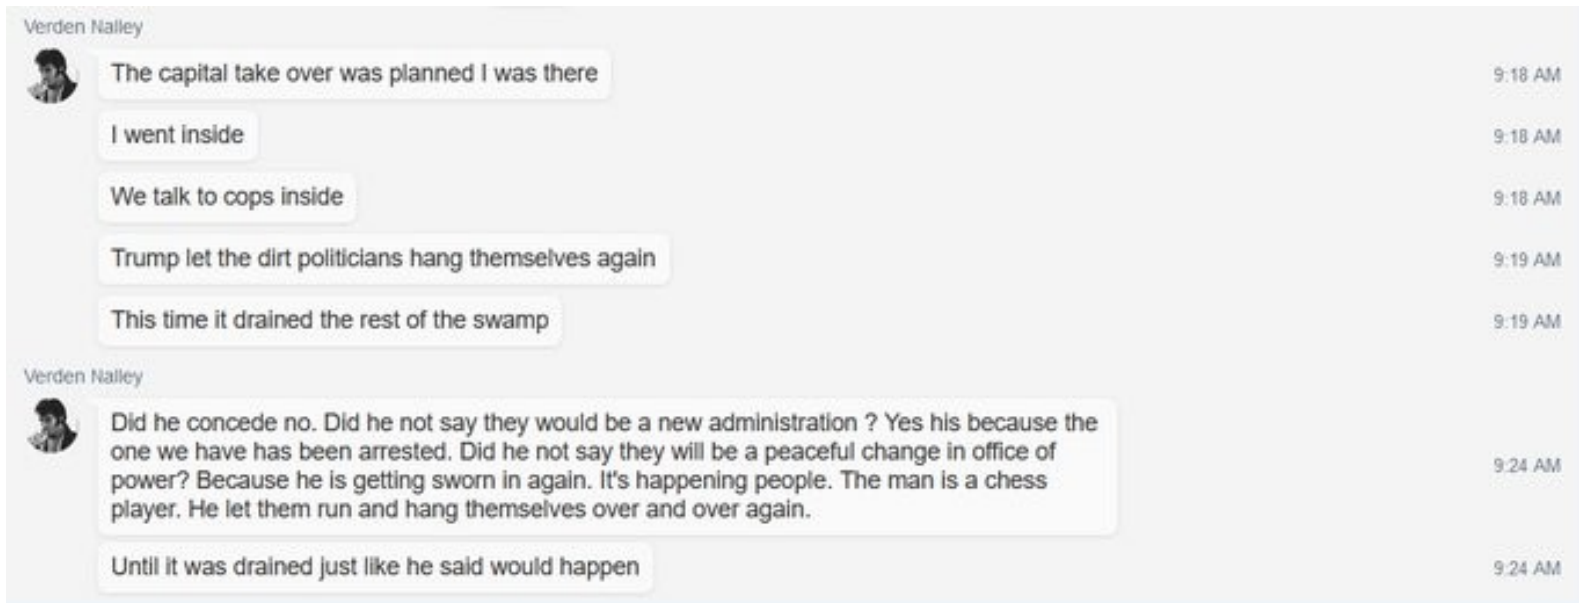 Verden Nalley
The capital take over was planned I was there
9:18 AM
I went inside
9:18 AM
We talk to cops inside
9:18 AM
Trump let the dirt politicians hang themselves again
9:19 AM
This time it drained the rest of the swamp
9:19 AM
Verden Nalley
Did he concede no. Did he not say they would be a new administration ? Yes his because the
one we have has been arrested. Did he not say they will be a peaceful change in office of
power? Because he is getting sworn in again. It's happening people. The man is a chess
player. He let them run and hang themselves over and over again.
9:24 AM
Until it was drained just like he said would happen
9:24 AM